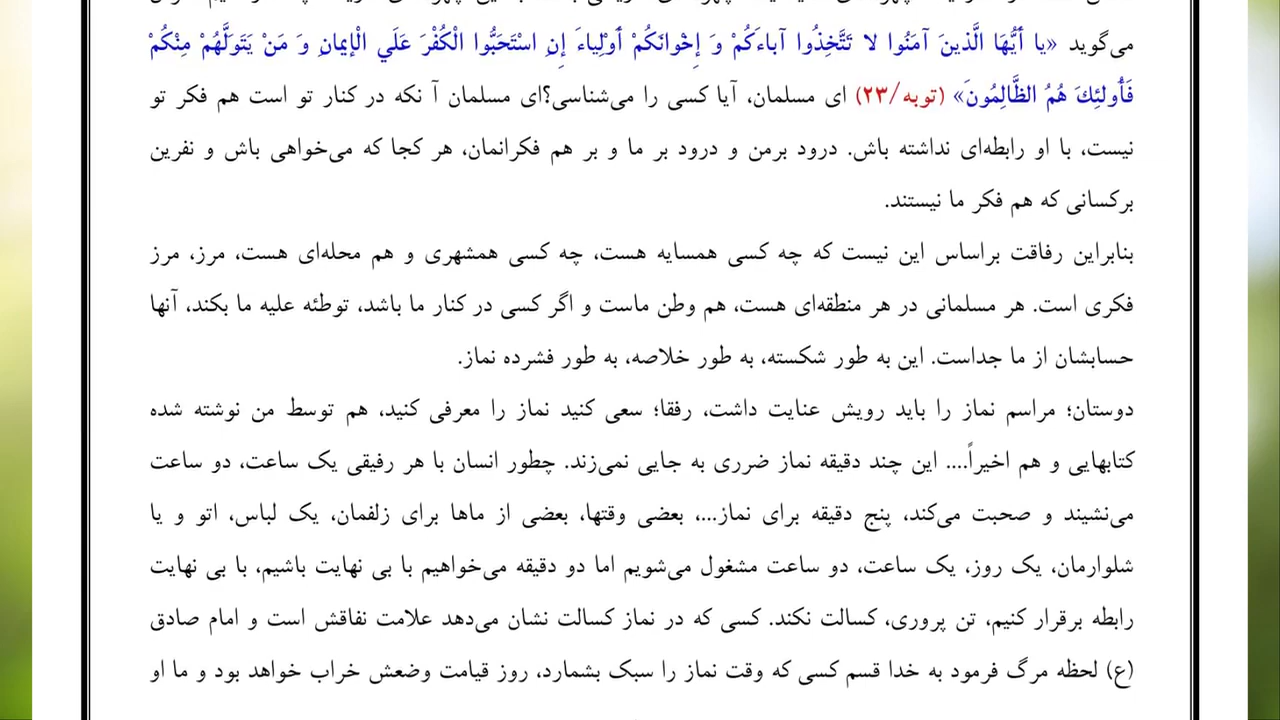 می‌گوید «يا أَيُّهَا الَّذينَ آمَنُوا لا تَتَّخِذُوا آباءَكُمْ وَ إِخْوانَكُمْ أَوْلِياءَ إِنِ اسْتَحَبُّوا الْكُفْرَ عَلَي الْإيمانِ وَ مَنْ يَتَوَلَّهُمْ مِنْكُمْ
فَأُولئِكَ هُمُ الظَّالِمُونَ» (توبه/۲۳) ای مسلمان، آیا کسی را می‌شناسی؟ای مسلمان آ نکه در کنار تو است هم فکر تو
نیست، با او رابطه‌ای نداشته باش. درود برمن و درود بر ما و بر هم فکرانمان، هر کجا که می‌خواهی باش و نفرین
برکسانی که هم فکر ما نیستند.
بنابراین رفاقت براساس این نیست که چه کسی همسایه هست، چه کسی همشهری و هم محله‌ای هست، مرز، مرز
فکری است. هر مسلمانی در هر منطقه‌ای هست، هم وطن ماست و اگر کسی در کنار ما باشد، توطئه علیه ما بکند، آنها
حسابشان از ما جداست. این به طور شکسته، به طور خلاصه، به طور فشرده نماز.
دوستان؛ مراسم نماز را باید رویش عنایت داشت، رفقا؛ سعی کنید نماز را معرفی کنید، هم توسط من نوشته شده
کتابهایی و هم اخیراً.... این چند دقیقه نماز ضرری به جایی نمی‌زند. چطور انسان با هر رفیقی یک ساعت، دو ساعت
می‌نشیند و صحبت می‌کند، پنج دقیقه برای نماز...، بعضی وقتها، بعضی از ماها برای زلفمان، یک لباس، اتو و یا
شلوارمان، یک روز، یک ساعت، دو ساعت مشغول می‌شویم اما دو دقیقه می‌خواهیم با بی نهایت باشیم، با بی نهایت
رابطه برقرار کنیم، تن پروری، کسالت نکند. کسی که در نماز کسالت نشان می‌دهد علامت نفاقش است و امام صادق
(ع) لحظه مرگ فرمود به خدا قسم کسی که وقت نماز را سبک بشمارد، روز قیامت وضعش خراب خواهد بود و ما او